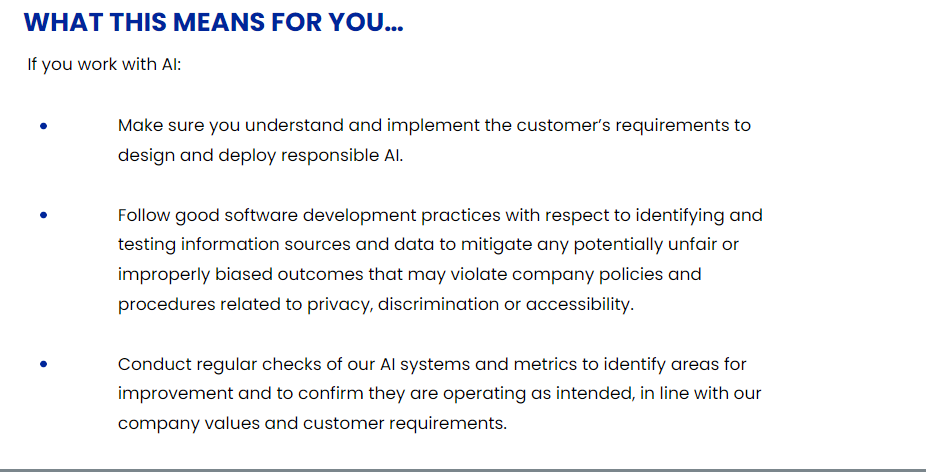 WHAT THIS MEANS FOR YOU...
If you work with AI:
• Make sure you understand and implement the customer’s requirements to
design and deploy responsible AI.
• Follow good software development practices with respect to identifying and
testing information sources and data to mitigate any potentially unfair or
improperly biased outcomes that may violate company policies and
procedures related to privacy, discrimination or accessibility.
• Conduct regular checks of our AI systems and metrics to identify areas for
improvement and to confirm they are operating as intended, in line with our
company values and customer requirements.